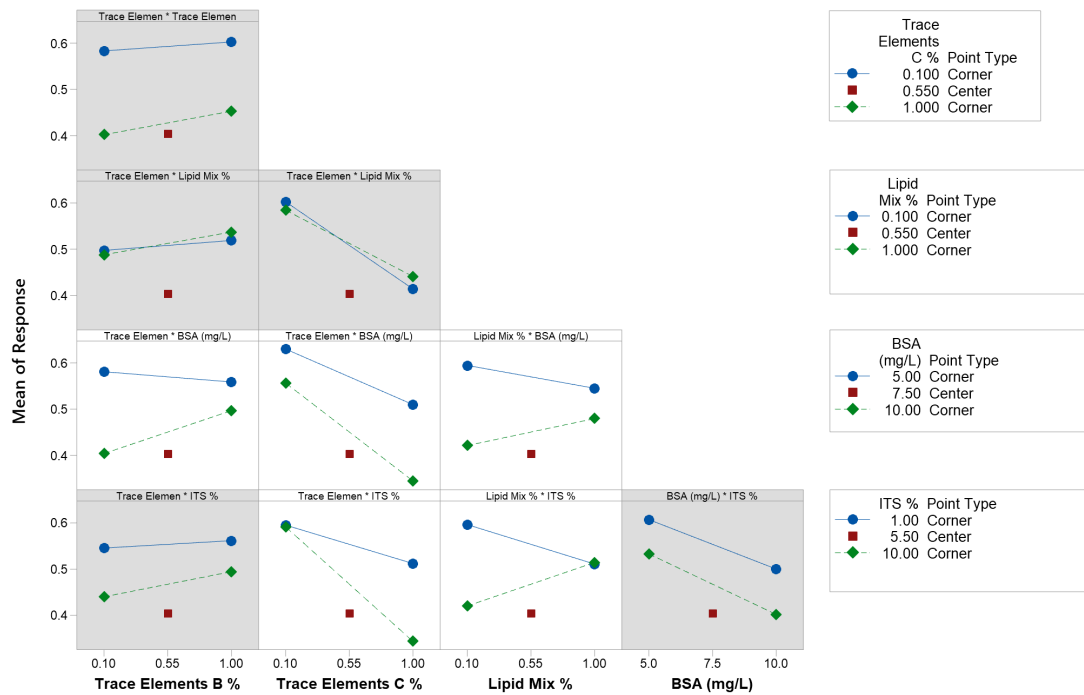 Trace Elemen * Trace Elemen
0.6
0.5
0.4
Trace
Elements
C % Point Type
0.100 Corner
0.550 Center
1.000 Corner
Trace Elemen * Lipid Mix % Trace Elemen * Lipid Mix %
0.6
0.5
0.4
Lipid
Mix % Point Type
0.100 Corner
0.550 Center
1.000 Corner
Mean of Response
Trace Elemen * BSA (mg/L) Trace Elemen * BSA (mg/L) Lipid Mix % * BSA (mg/L)
0.6
0.5
0.4
BSA
(mg/L) Point Type
5.00 Corner
7.50 Center
10.00 Corner
Trace Elemen * ITS % Trace Elemen * ITS % Lipid Mix % * ITS % BSA (mg/L) * ITS %
0.6
0.5
0.4
ITS % Point Type
1.00 Corner
5.50 Center
10.00 Corner
0.10 0.55 1.00 0.10 0.55 1.00 0.10 0.55 1.00 5.0 7.5 10.0
Trace Elements B % Trace Elements C % Lipid Mix % BSA (mg/L)